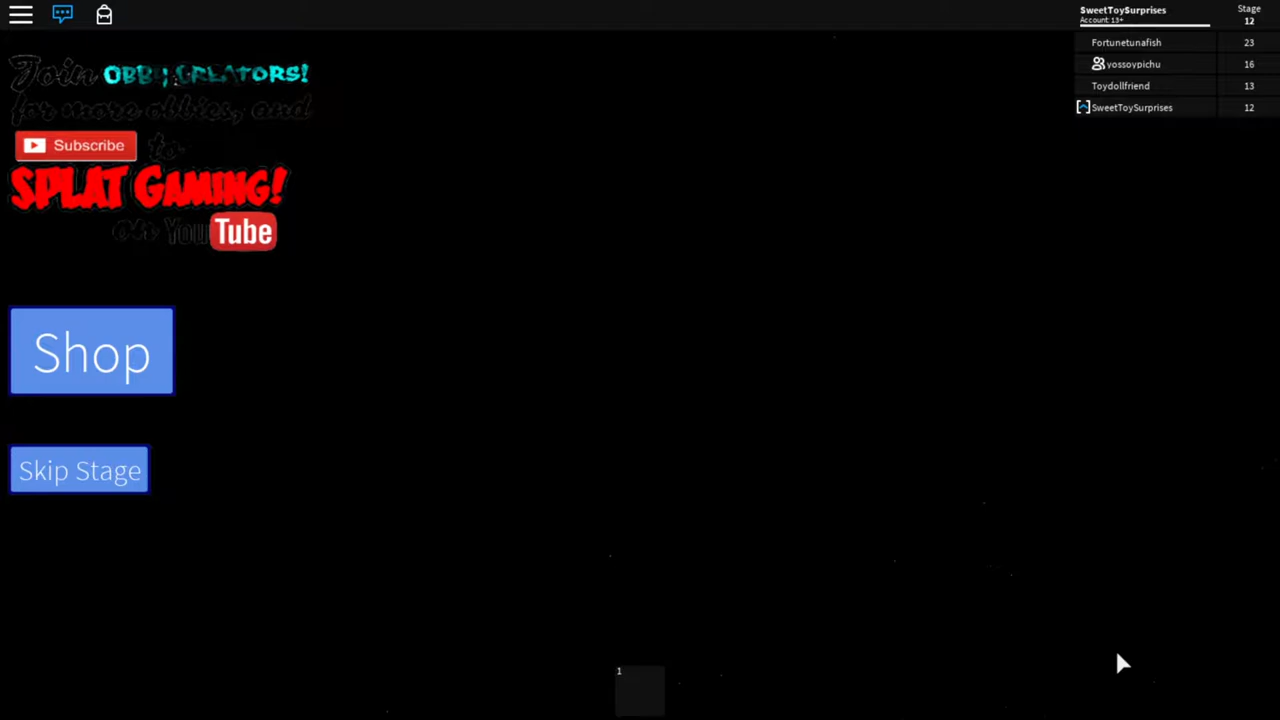 SweetToySurprises
Account: 13+
Stage
12
Fortunetunafish 23
yossoypichu 16
Toydollfriend 13
SweetToySurprises 12
Join OBBY CREATORS!
for more obbies, and
Subscribe to
SPLAT GAMING!
on YouTube
Shop
Skip Stage
1